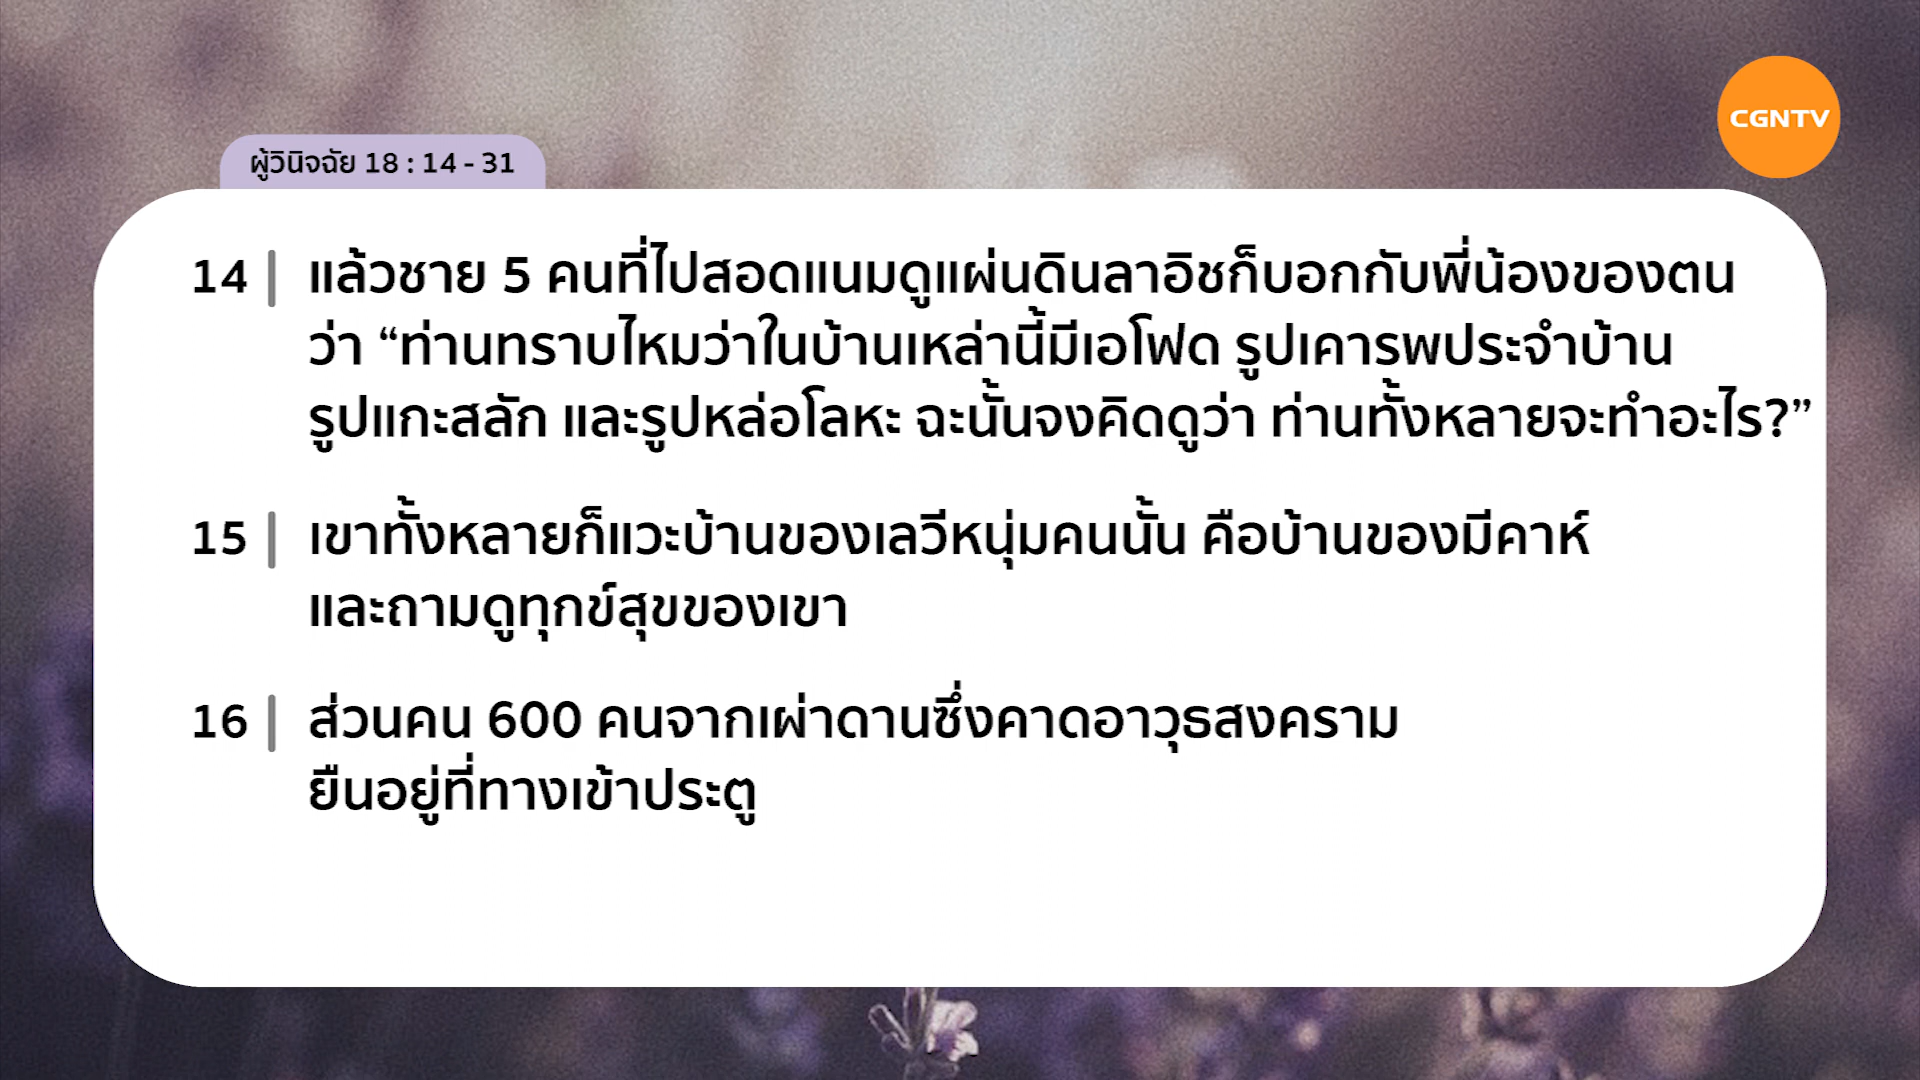 CGNTV
ผู้วินิจฉัย 18 : 14 - 31
14 | แล้วชาย 5 คนที่ไปสอดแนมดูแผ่นดินลาอิชก็บอกกับพี่น้องของตน
ว่า “ท่านทราบไหมว่าในบ้านเหล่านี้มีเอโฟด รูปเคารพประจำบ้าน
รูปแกะสลัก และรูปหล่อโลหะ ฉะนั้นจงคิดดูว่า ท่านทั้งหลายจะทำอะไร?”
15 | เขาทั้งหลายก็แวะบ้านของเลวีหนุ่มคนนั้น คือบ้านของมีคาห์
และถามดูทุกข์สุขของเขา
16 | ส่วนคน 600 คนจากเผ่าดานซึ่งคาดอาวุธสงคราม
ยืนอยู่ที่ทางเข้าประตู